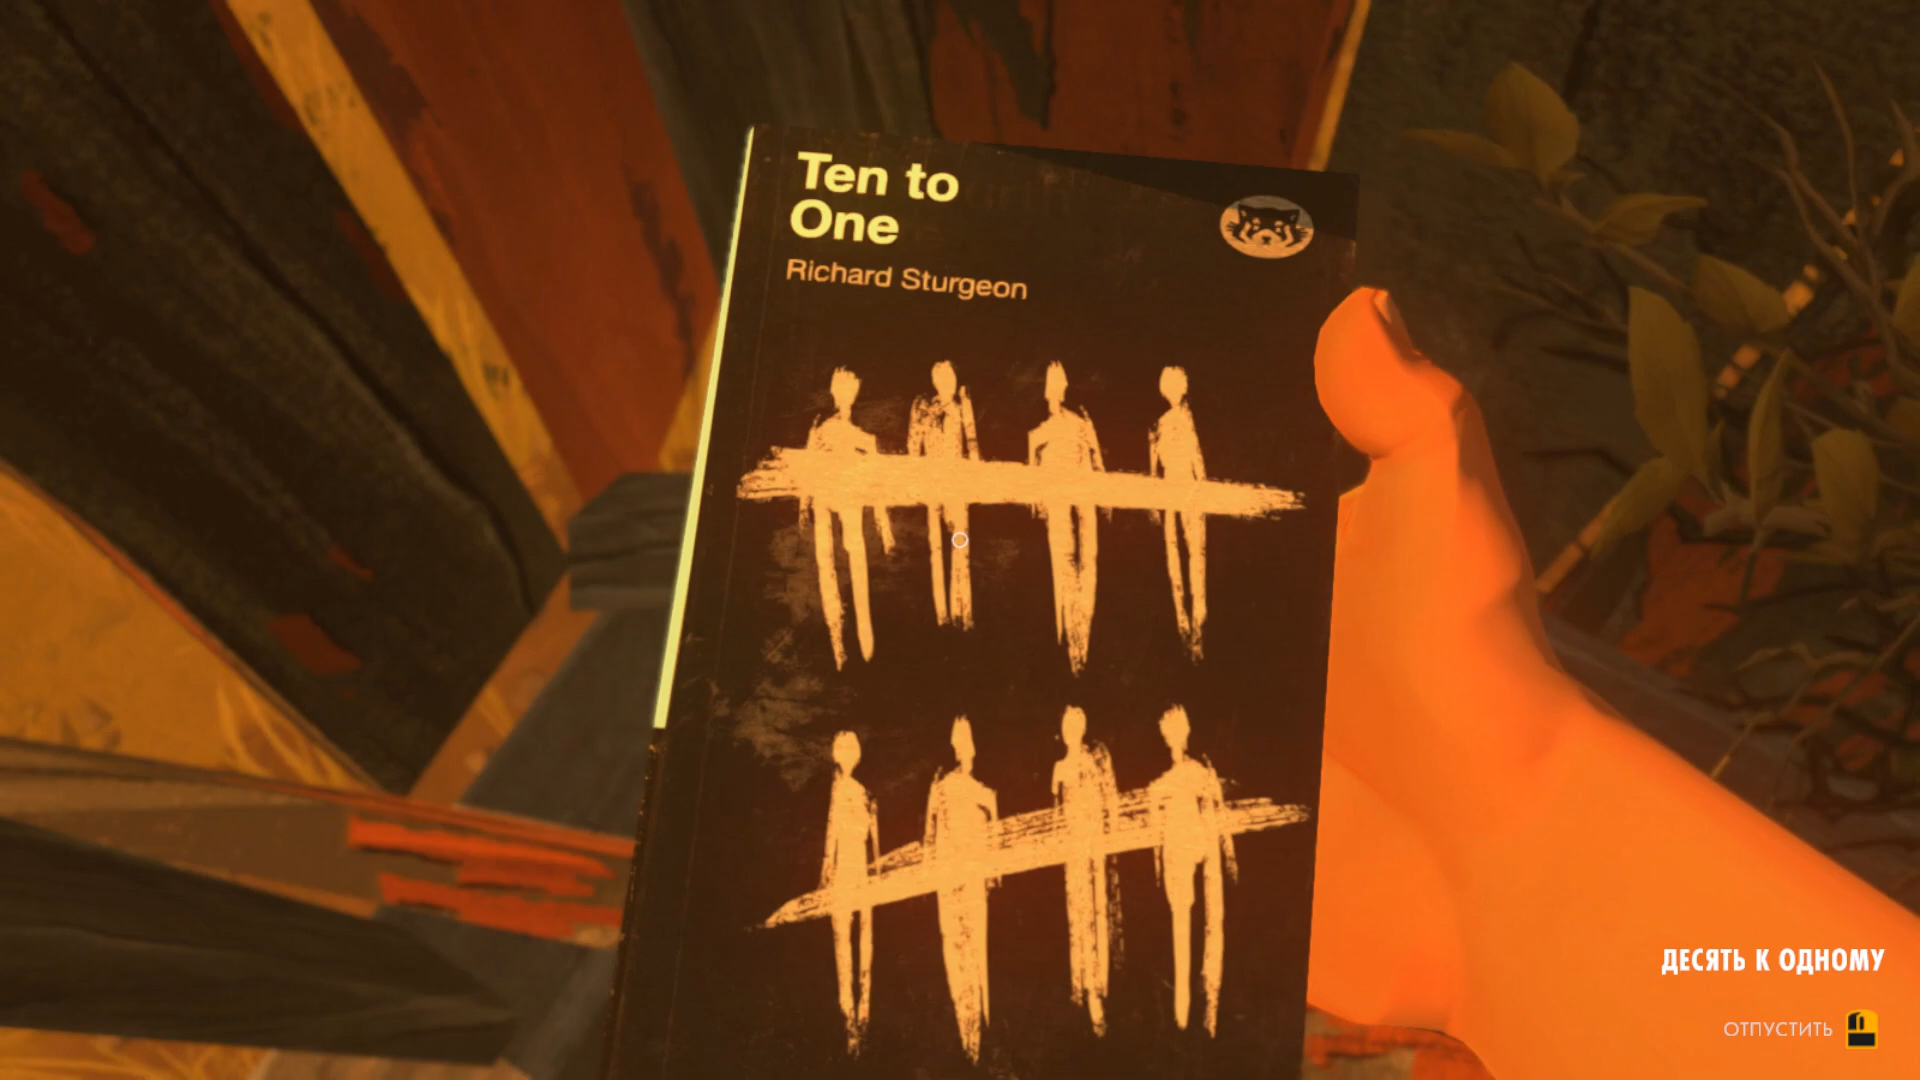 Ten to
One
Richard Sturgeon
ДЕСЯТЬ К ОДНОМУ
ОТПУСТИТЬ